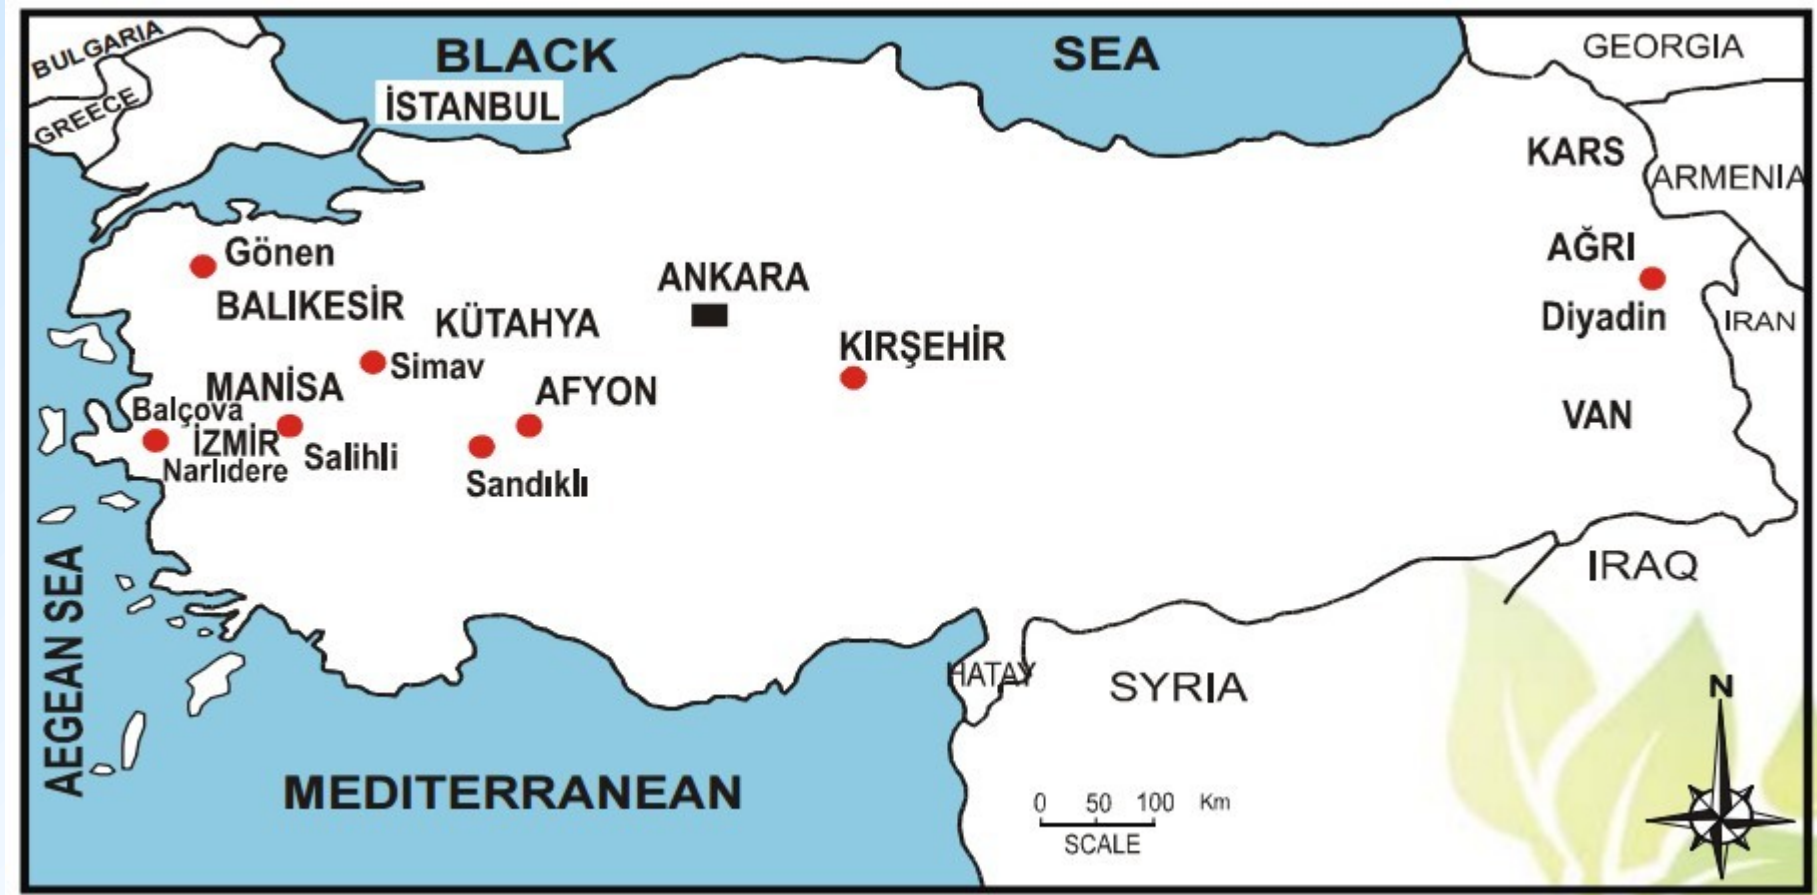 BULGARIA
BLACK
SEA
GEORGIA
GREECE
İSTANBUL
KARS
ARMENIA
Gönen
AĞRI
BALIKESİR
ANKARA
KÜTAHYA
Diyadin
IRAN
KIRŞEHİR
Simav
MANİSA
AFYON
Balçova
VAN
İZMİR
Salihli
Narlıdere
Sandıklı
AEGEAN SEA
IRAQ
HATAY
SYRIA
N
MEDITERRANEAN
0 50 100 Km
SCALE